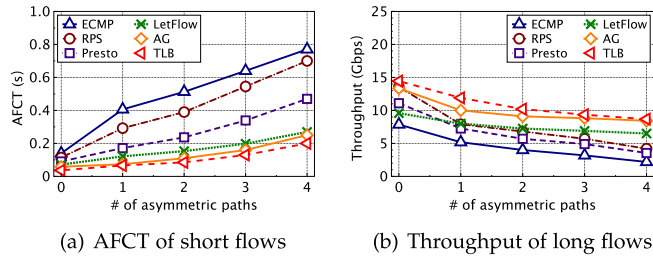 1.0
0.8
0.6
0.4
0.2
0
AFCT (s)
ECMP
RPS
Presto
LetFlow
AG
TLB
0 1 2 3 4
# of asymmetric paths
(a) AFCT of short flows
25
20
15
10
5
0
Throughput (Gbps)
ECMP
RPS
Presto
LetFlow
AG
TLB
0 1 2 3 4
# of asymmetric paths
(b) Throughput of long flows